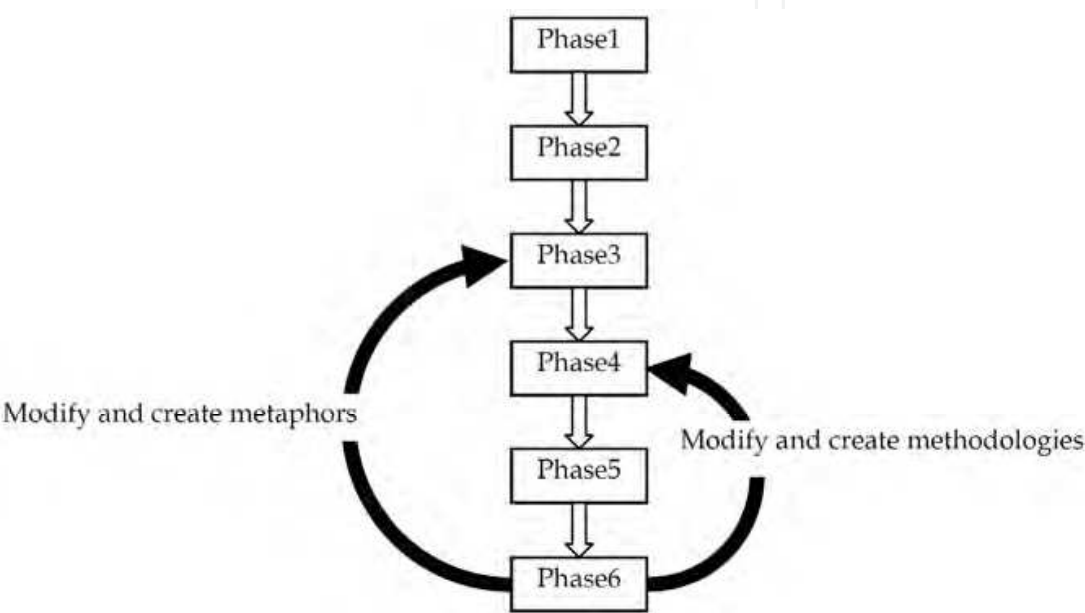 Phase1
Phase2
Phase3
Phase4
Modify and create metaphors
Modify and create methodologies
Phase5
Phase6